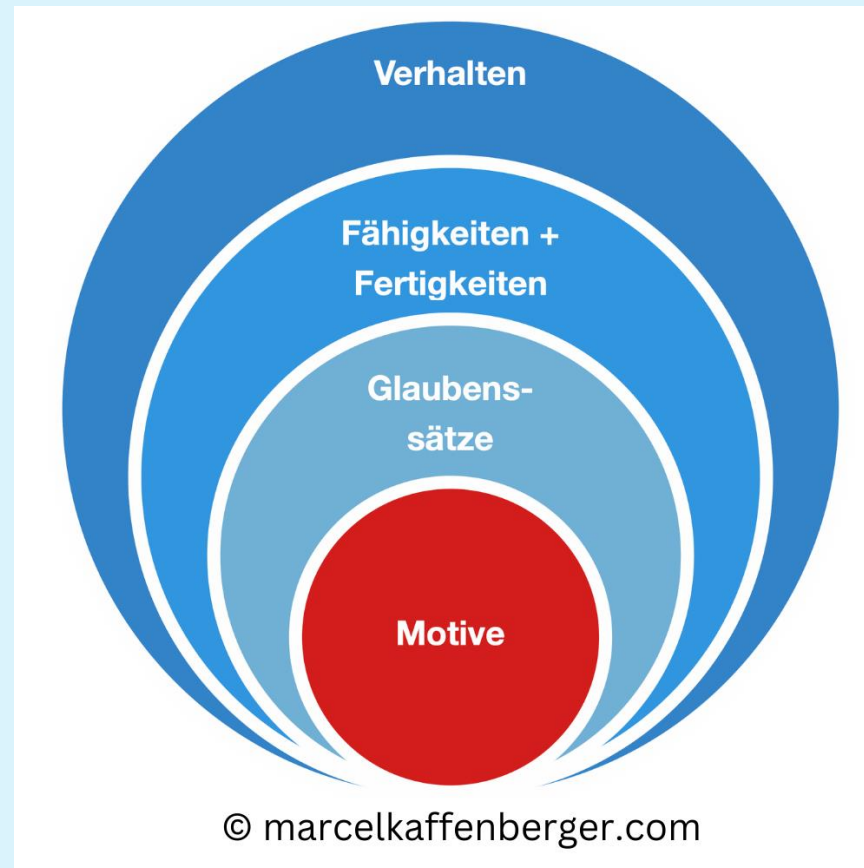 Verhalten
Fähigkeiten +
Fertigkeiten
Glaubens-
sätze
Motive
© marcelkaffenberger.com